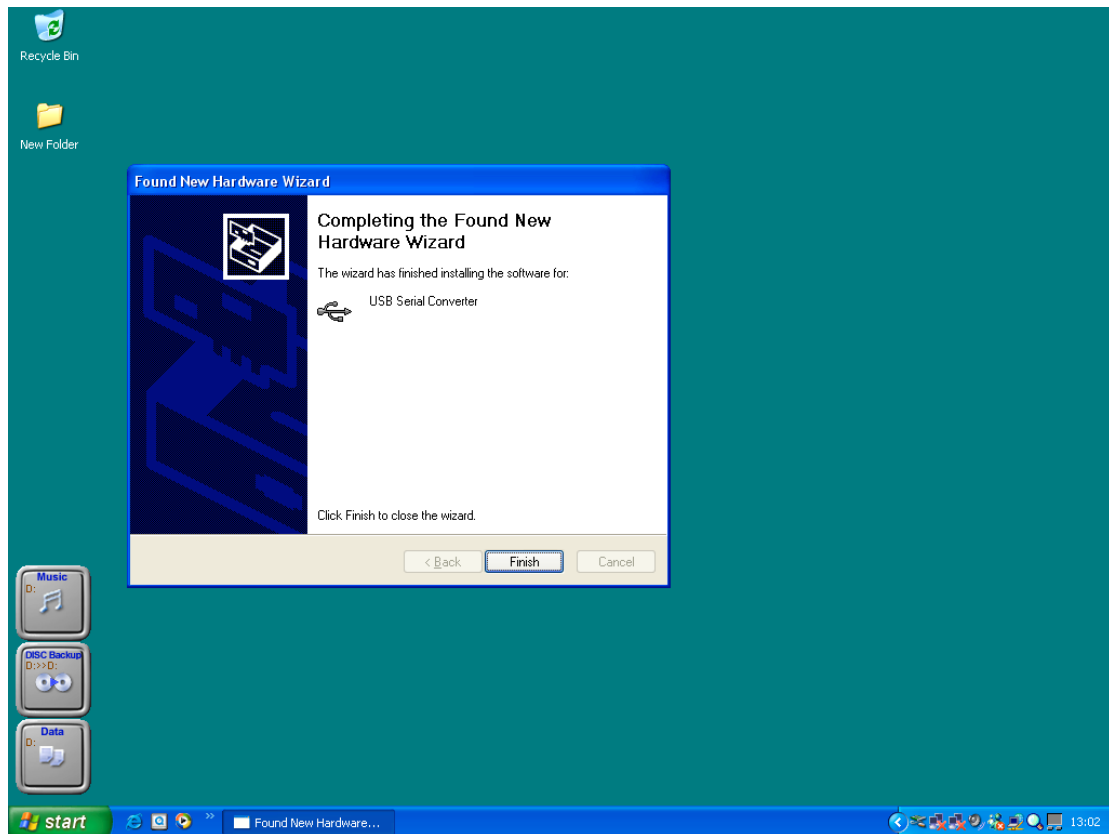 Recycle Bin
New Folder
Found New Hardware Wizard
Completing the Found New
Hardware Wizard
The wizard has finished installing the software for:
USB Serial Converter
Click Finish to close the wizard.
< Back
Finish
Cancel
Music
D:
DISC Backup
D:>>D:
Data
D:
start
Found New Hardware...
13:02